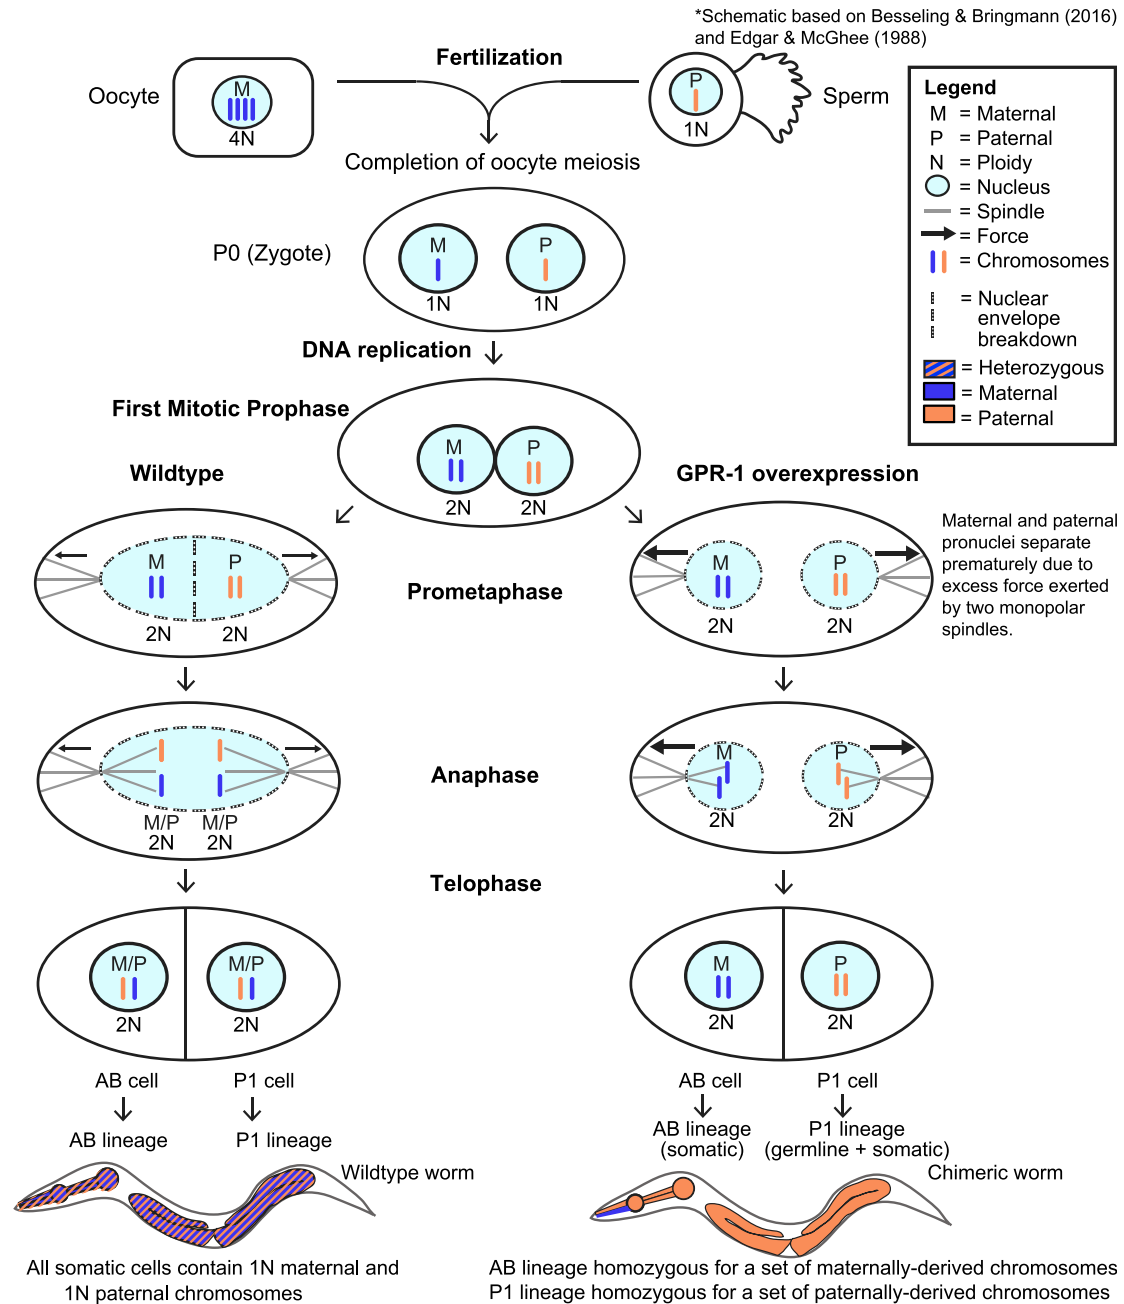 *Schematic based on Besseling & Bringmann (2016)
and Edgar & McGhee (1988)
Fertilization
Oocyte
M
4N
P
1N
Sperm
Completion of oocyte meiosis
Legend
M = Maternal
P = Paternal
N = Ploidy
= Nucleus
= Spindle
= Force
= Chromosomes
= Nuclear
envelope
breakdown
= Heterozygous
= Maternal
= Paternal
P0 (Zygote)
M
P
1N
1N
DNA replication
First Mitotic Prophase
M
P
2N
2N
Wildtype
GPR-1 overexpression
M
P
2N
2N
Prometaphase
M
P
2N
2N
Maternal and paternal
pronuclei separate
prematurely due to
excess force exerted
by two monopolar
spindles.
M/P
M/P
2N
2N
Anaphase
M
P
2N
2N
Telophase
M/P
M/P
2N
2N
M
P
2N
2N
AB cell
P1 cell
AB cell
P1 cell
AB lineage
P1 lineage
AB lineage
(somatic)
P1 lineage
(germline + somatic)
Wildtype worm
Chimeric worm
All somatic cells contain 1N maternal and
1N paternal chromosomes
AB lineage homozygous for a set of maternally-derived chromosomes
P1 lineage homozygous for a set of paternally-derived chromosomes